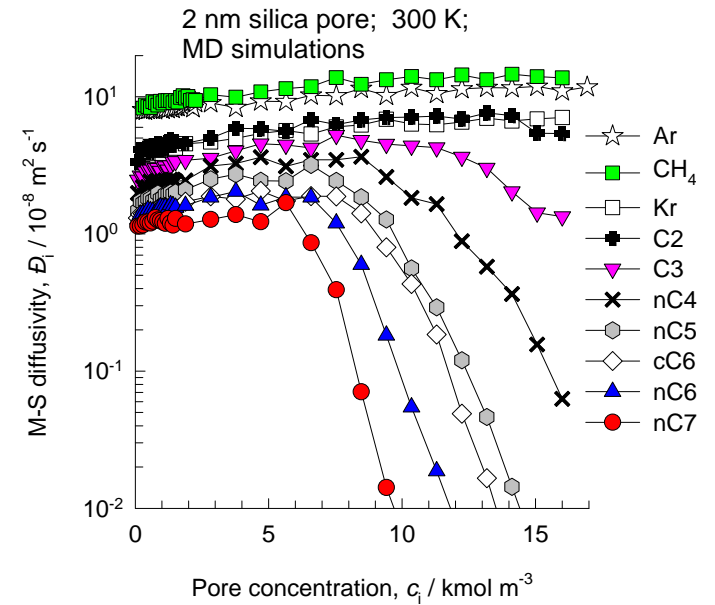 2 nm silica pore; 300 K;
MD simulations
M-S diffusivity, Đᵢ / 10⁻⁸ m² s⁻¹
10¹
10⁰
10⁻¹
10⁻²
0 5 10 15
Pore concentration, cᵢ / kmol m⁻³
Ar
CH₄
Kr
C2
C3
nC4
nC5
cC6
nC6
nC7